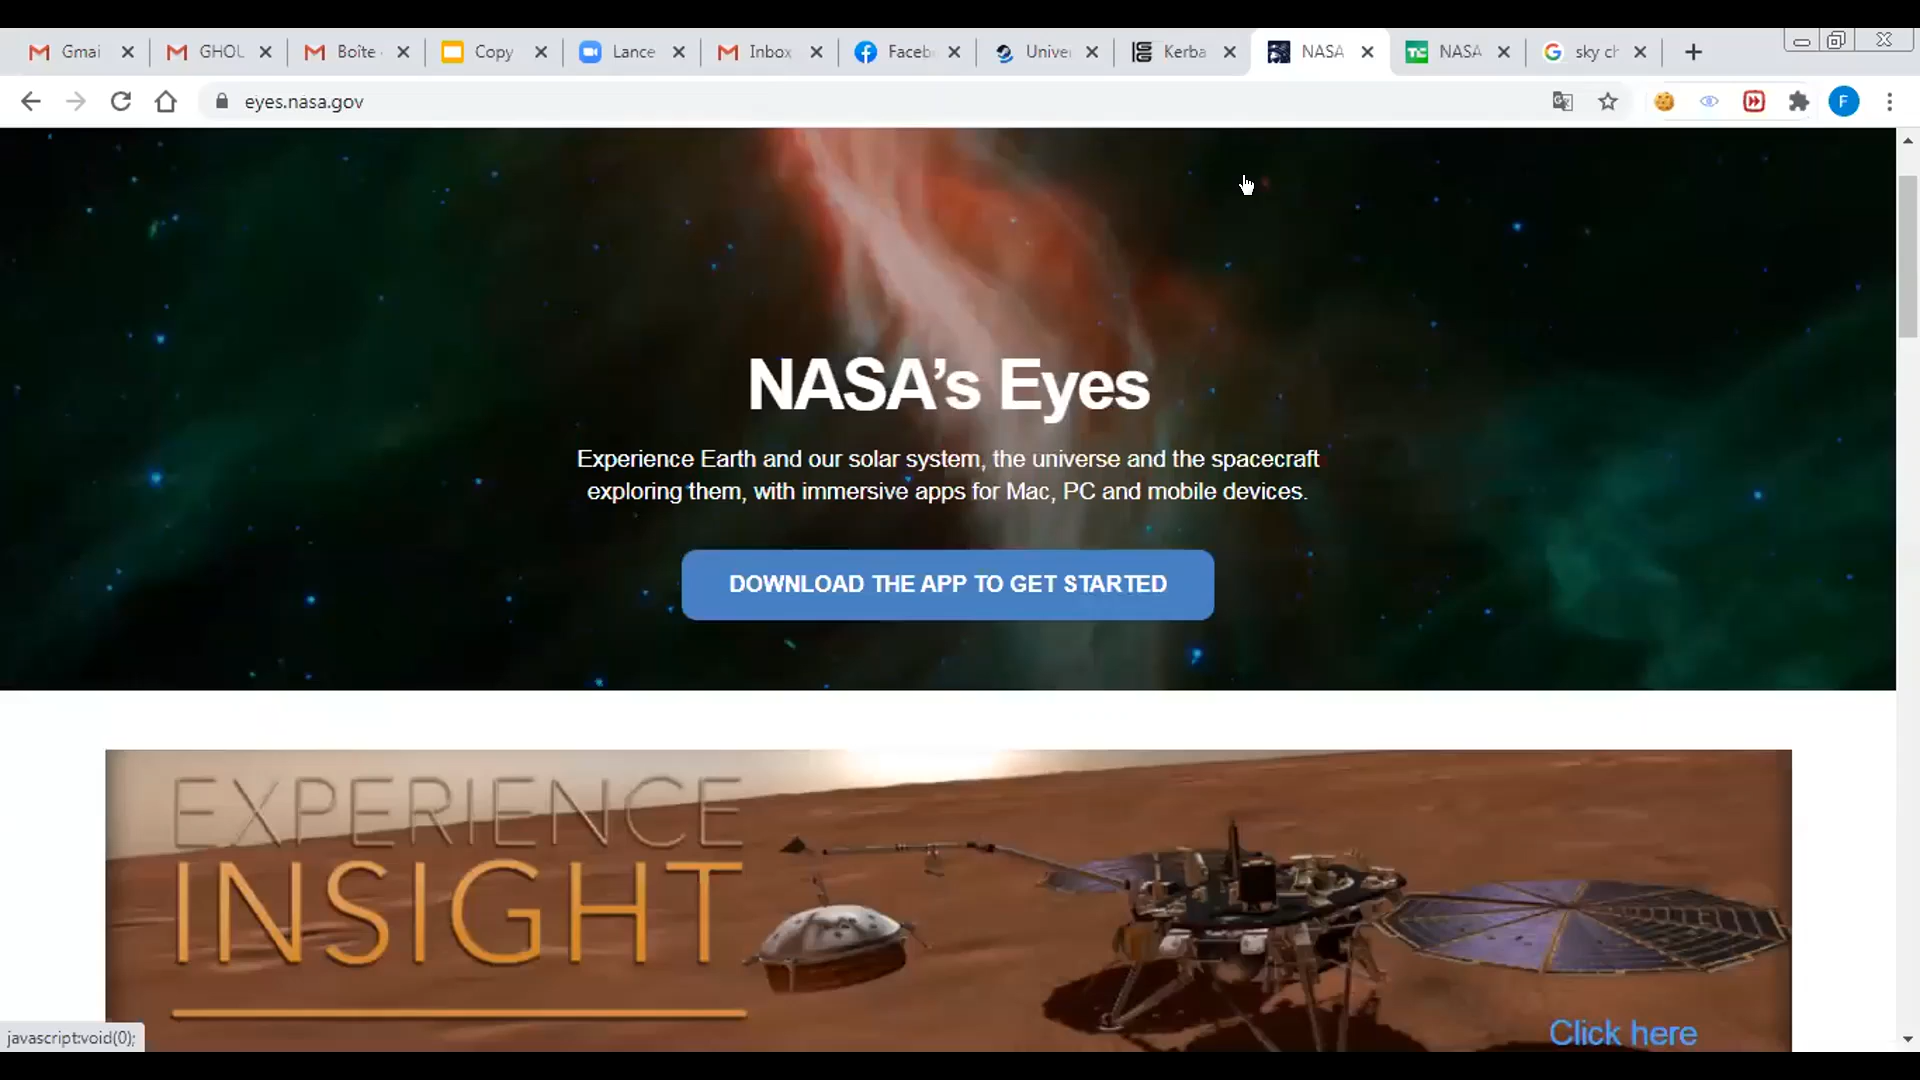 Gmai
GHOU
Boîte
Copy
Lance
Inbox
Faceb
Univer
Kerba
NASA
NASA
sky ch
eyes.nasa.gov
F
NASA's Eyes
Experience Earth and our solar system, the universe and the spacecraft
exploring them, with immersive apps for Mac, PC and mobile devices.
DOWNLOAD THE APP TO GET STARTED
EXPERIENCE
INSIGHT
Click here
javascript:void(0);